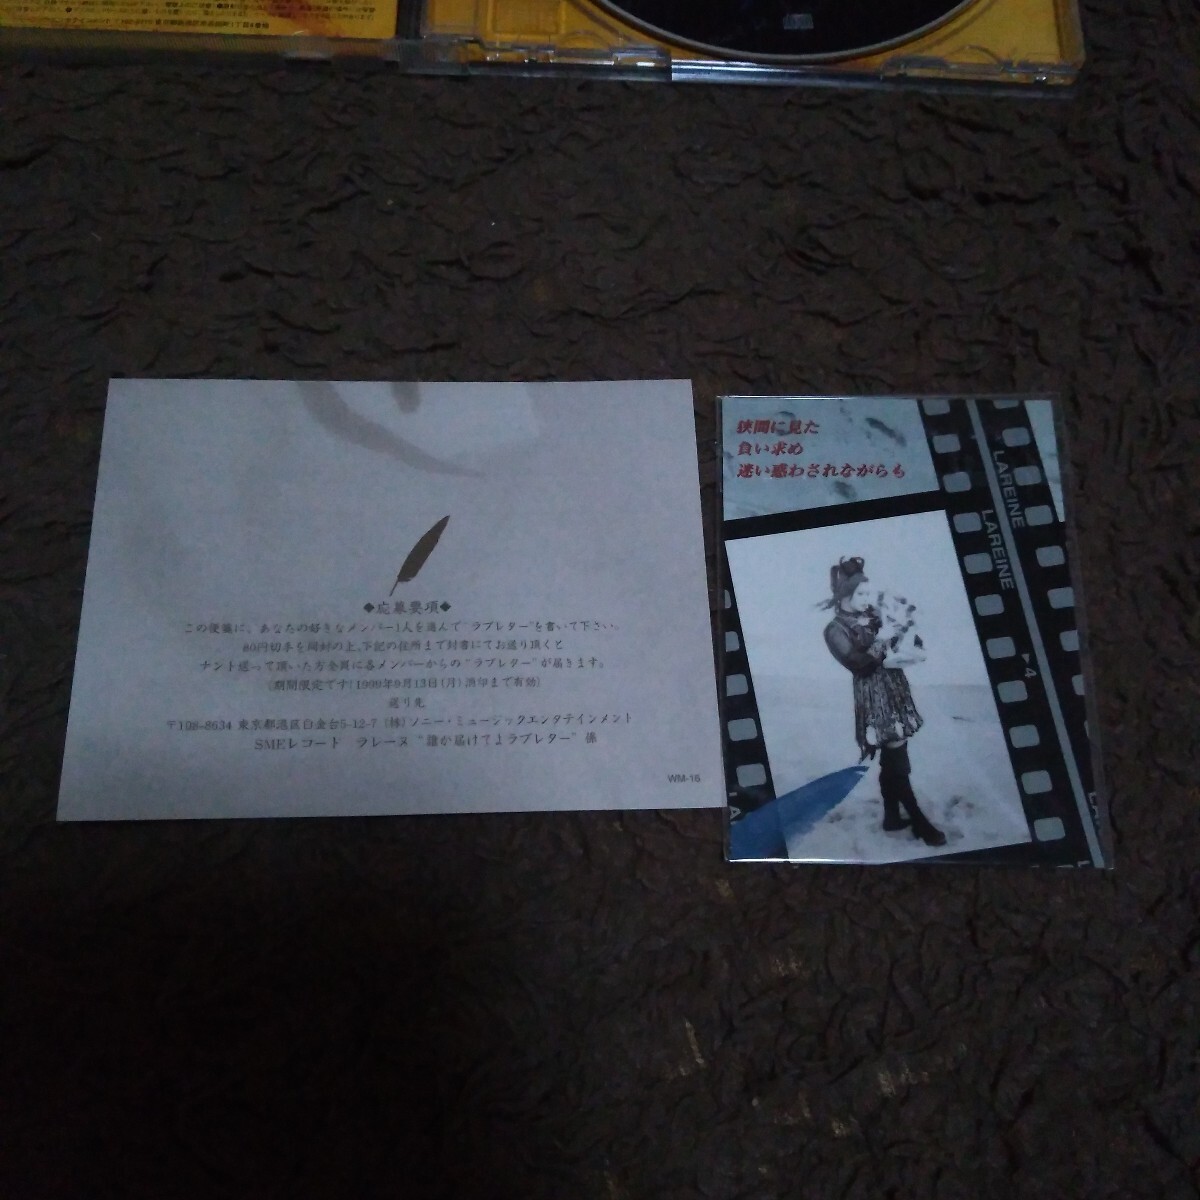 ◆応募要項◆
この便箋に、あなたの好きなメンバー1人を選んで"ラブレター"を書いて下さい。
80円切手を同封の上、下記の住所まで封書にてお送り頂くと
ナント送って頂いた方全員に各メンバーからの"ラブレター"が届きます。
(期間限定です!1999年9月13日(月)消印まで有効)
送り先
〒108-8634 東京都港区白金台5-12-7 (株)ソニー・ミュージックエンタテインメント
SMEレコード ラレーヌ "誰か届けてよラブレター" 係
WM-16
狭間に見た
負い求め
迷い惑わされながらも
LAREINE
LAREINE
4